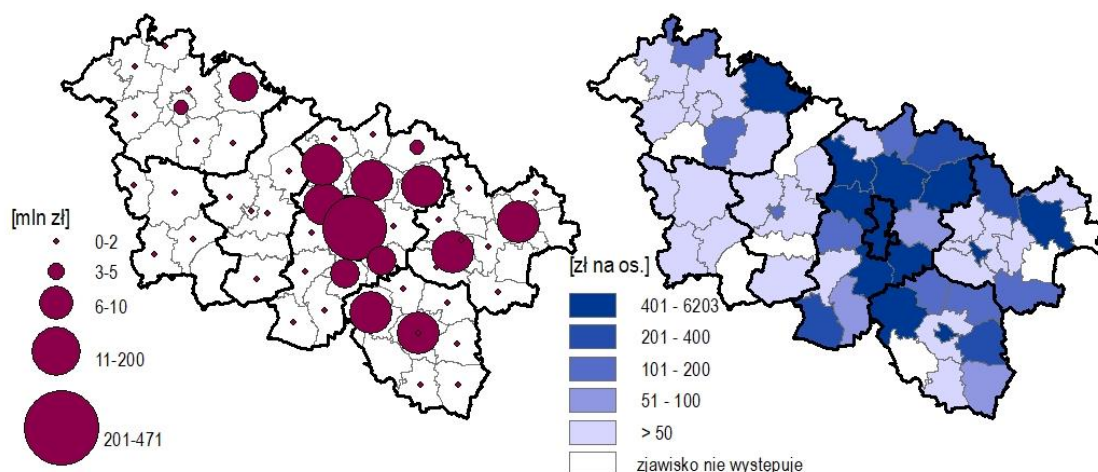 [mln zł]
0-2
3-5
6-10
11-200
201-471
[zł na os.]
401 - 6203
201 - 400
101 - 200
51 - 100
> 50
zjawisko nie występuje